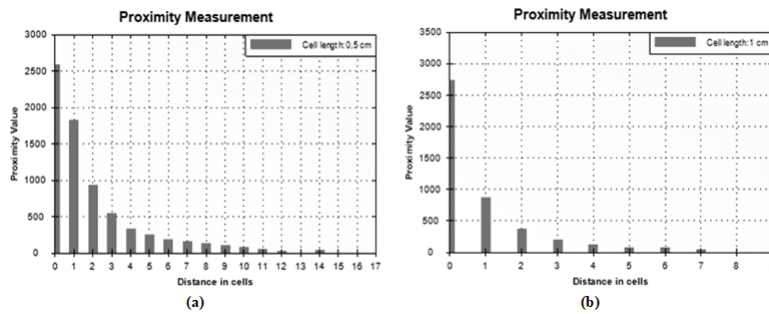 Proximity Measurement
Cell length:0,5 cm
3000
2500
2000
1500
1000
500
0
Proximity Value
0 1 2 3 4 5 6 7 8 9 10 11 12 13 14 15 16 17
Distance in cells
(a)
Proximity Measurement
Cell length:1 cm
3500
3000
2500
2000
1500
1000
500
0
Proximity Value
0 1 2 3 4 5 6 7 8
Distance in cells
(b)